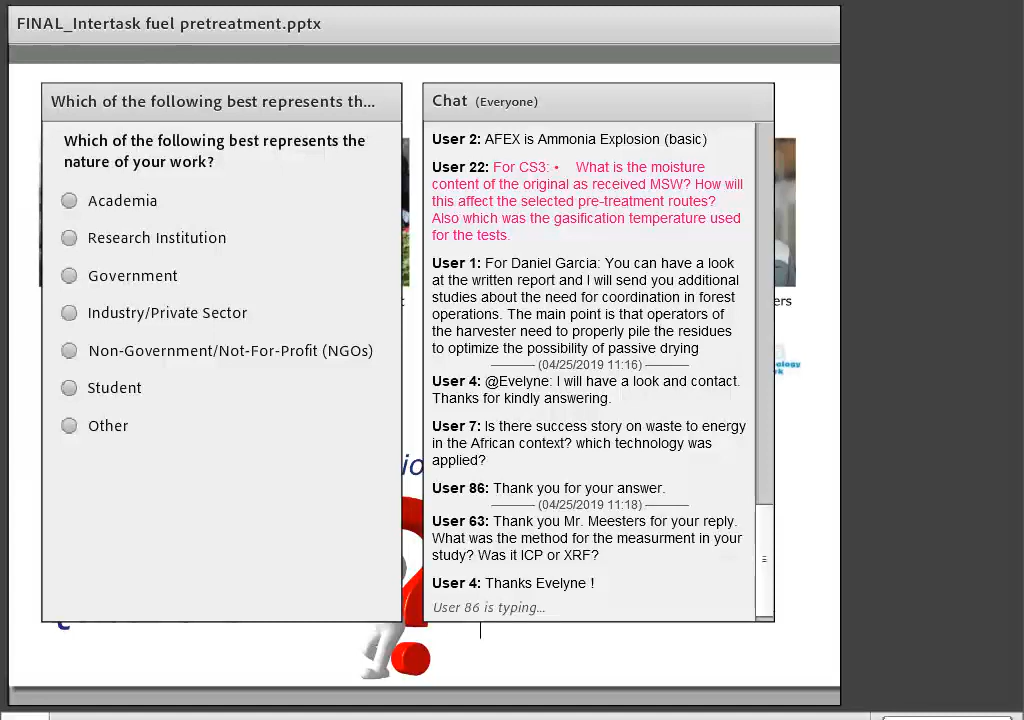 FINAL_Intertask fuel pretreatment.pptx
Which of the following best represents th...
Which of the following best represents the
nature of your work?
Academia
Research Institution
Government
Industry/Private Sector
Non-Government/Not-For-Profit (NGOs)
Student
Other
Chat (Everyone)
User 2: AFEX is Ammonia Explosion (basic)
User 22: For CS3: • What is the moisture
content of the original as received MSW? How will
this affect the selected pre-treatment routes?
Also which was the gasification temperature used
for the tests.
User 1: For Daniel Garcia: You can have a look
at the written report and I will send you additional
studies about the need for coordination in forest
operations. The main point is that operators of
the harvester need to properly pile the residues
to optimize the possibility of passive drying
(04/25/2019 11:16)
User 4: @Evelyne: I will have a look and contact.
Thanks for kindly answering.
User 7: Is there success story on waste to energy
in the African context? which technology was
applied?
User 86: Thank you for your answer.
(04/25/2019 11:18)
User 63: Thank you Mr. Meesters for your reply.
What was the method for the measurment in your
study? Was it ICP or XRF?
User 4: Thanks Evelyne !
User 86 is typing...